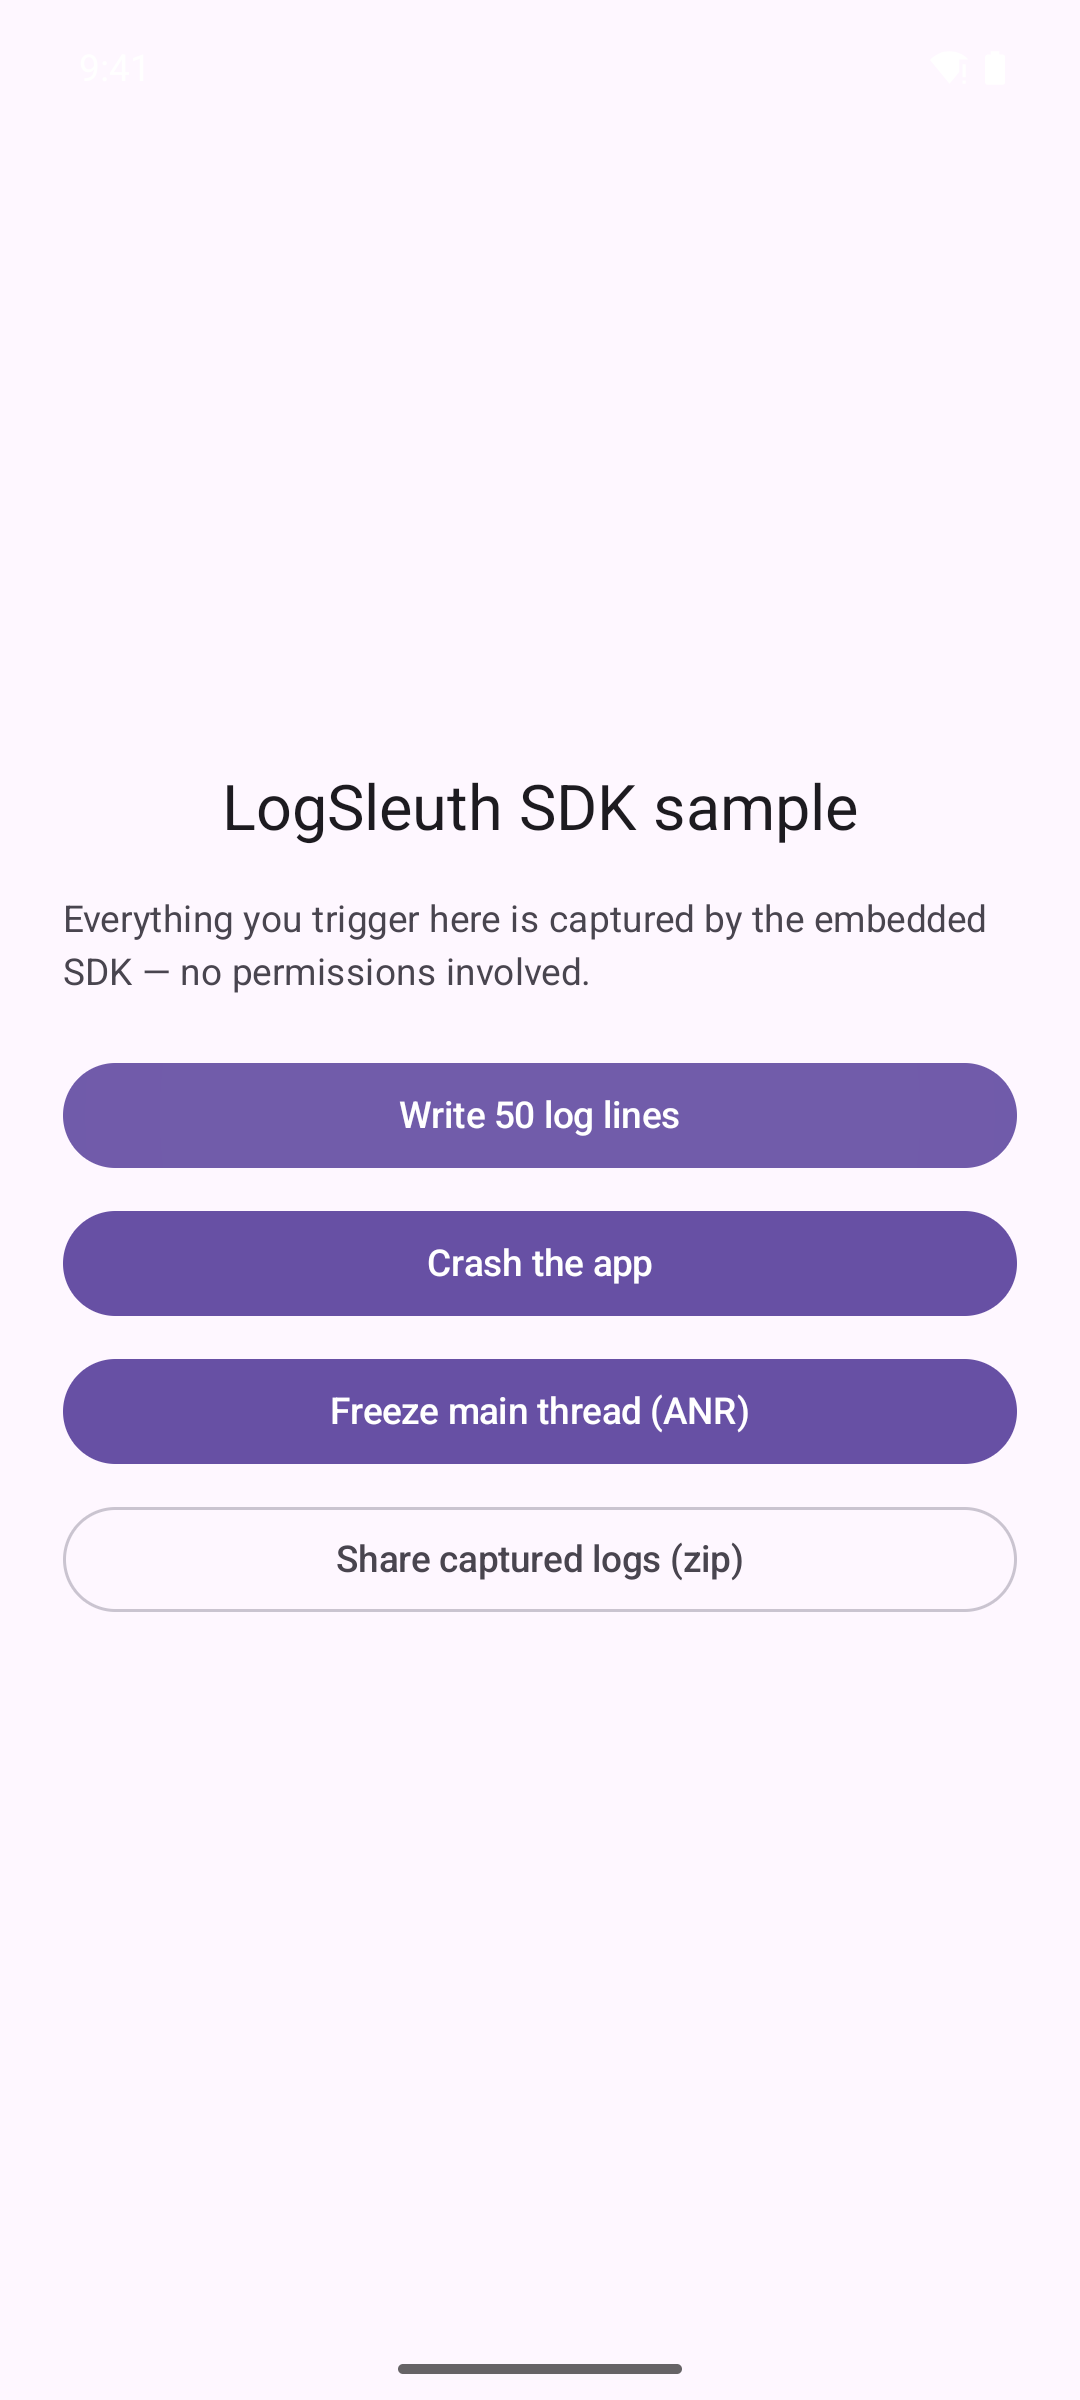 9:41
LogSleuth SDK sample
Everything you trigger here is captured by the embedded
SDK — no permissions involved.
Write 50 log lines
Crash the app
Freeze main thread (ANR)
Share captured logs (zip)